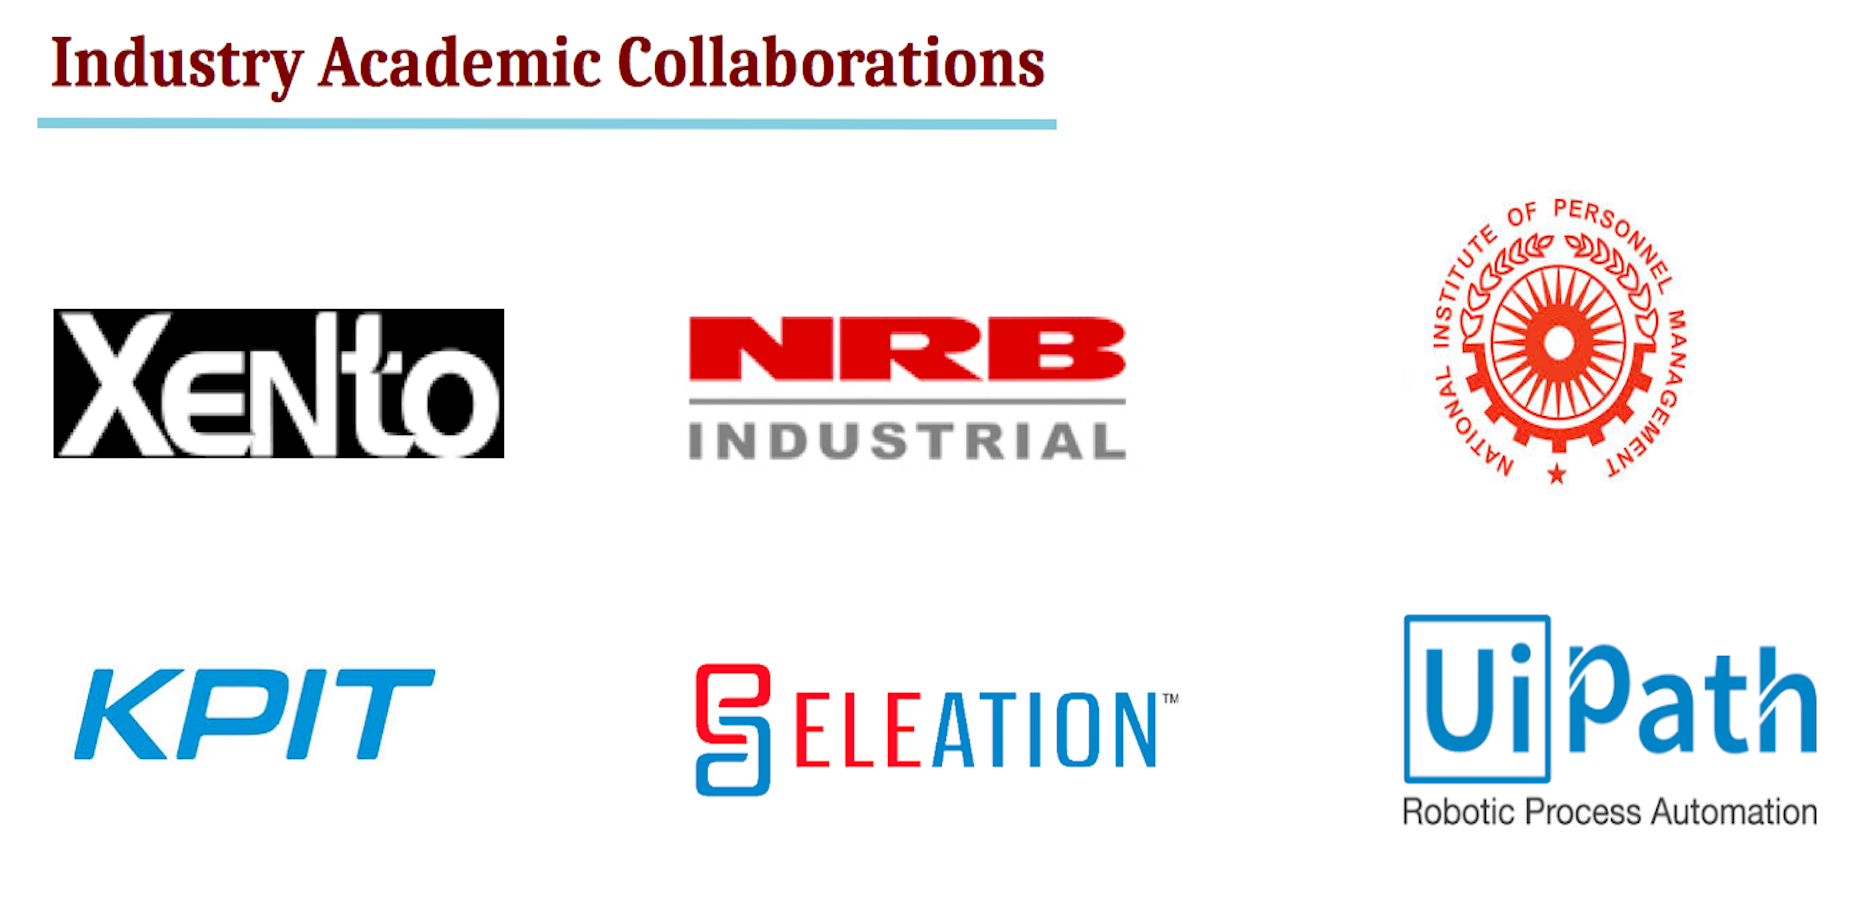 Industry Academic Collaborations
XENTO
NRB
INDUSTRIAL
NATIONAL INSTITUTE OF PERSONNEL MANAGEMENT
KPIT
ELEATION™
UiPath
Robotic Process Automation